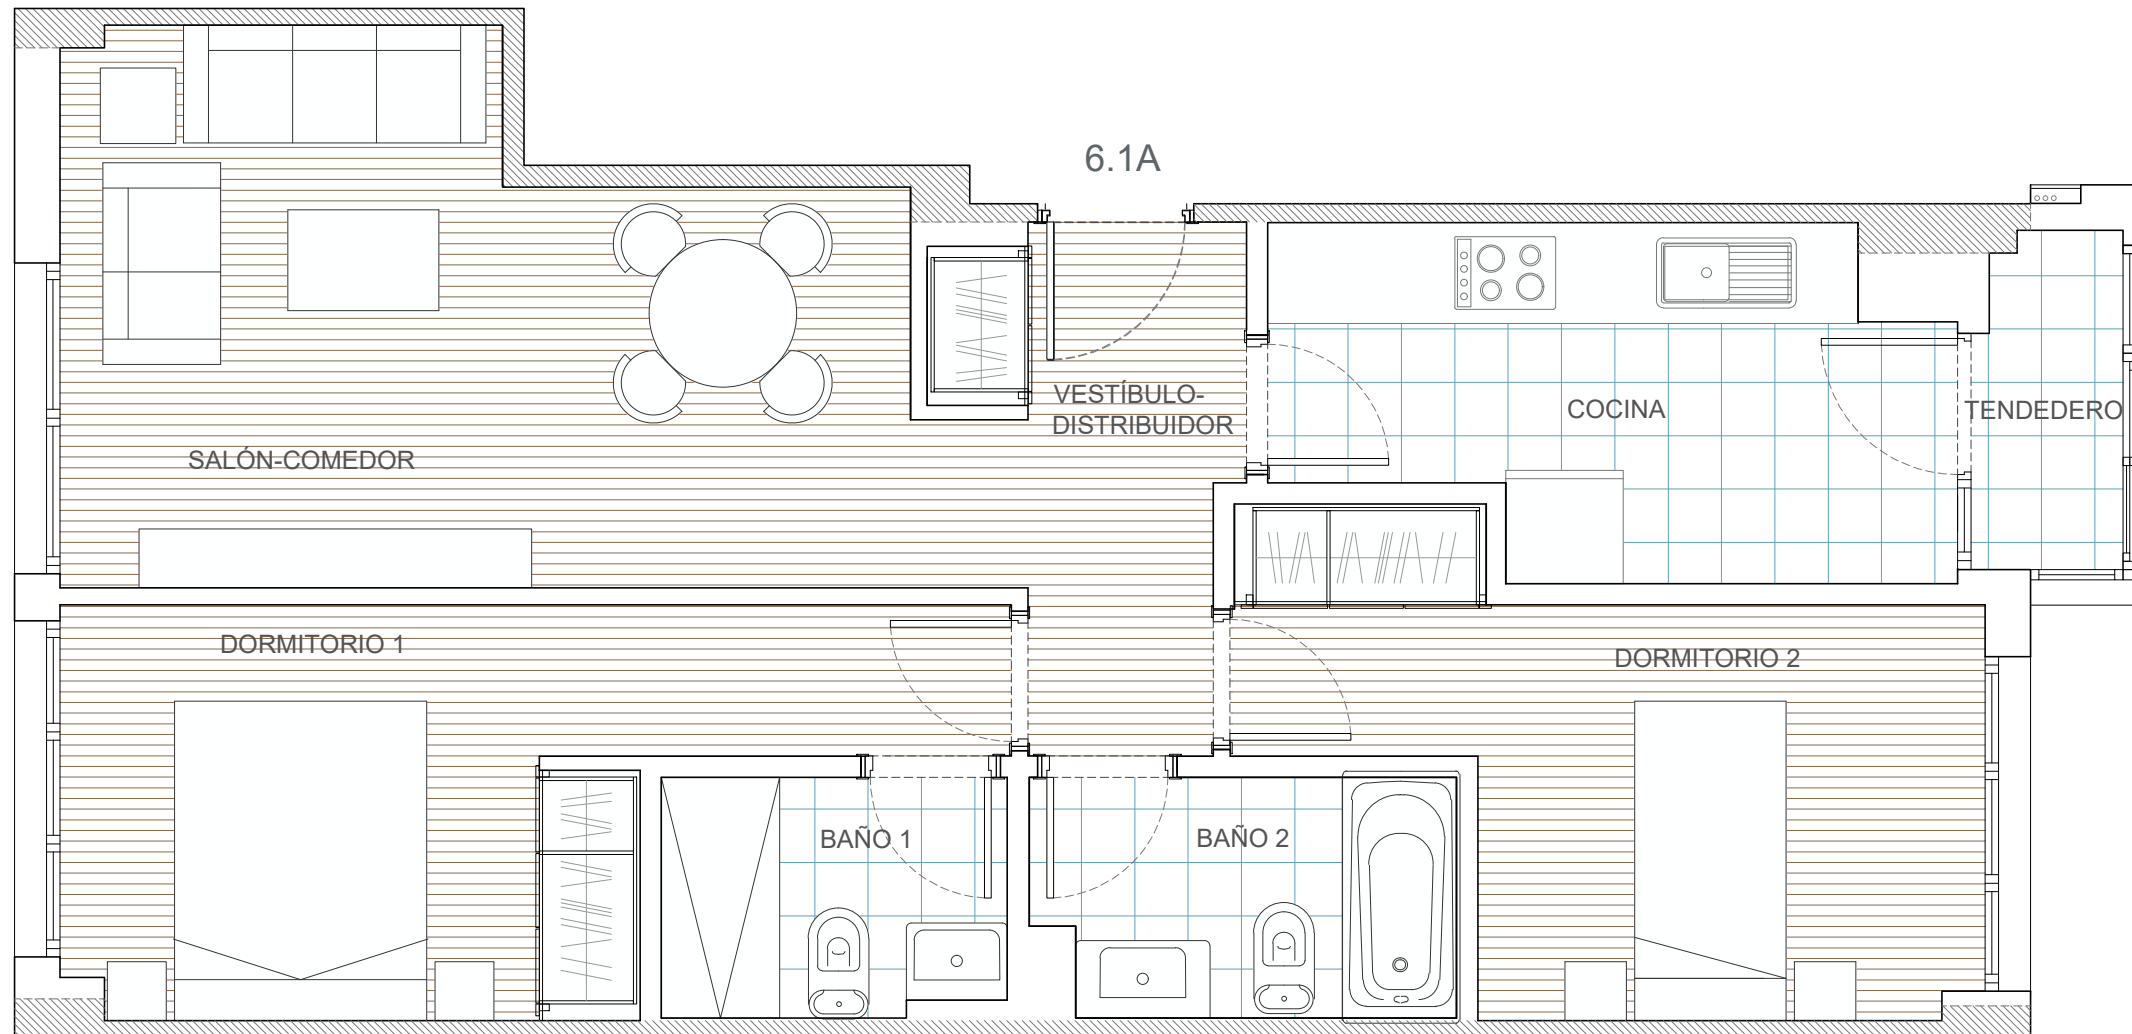 6.1A
VESTÍBULO-
DISTRIBUIDOR
COCINA
TENDEDERO
SALÓN-COMEDOR
DORMITORIO 1
DORMITORIO 2
BAÑO 1
BAÑO 2